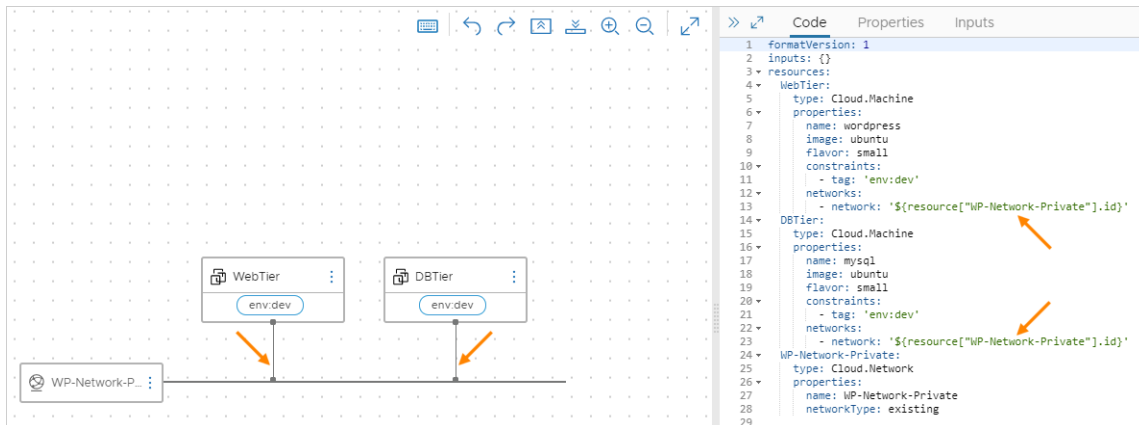 Code Properties Inputs
1 formatVersion: 1
2 inputs: {}
3 resources:
4 WebTier:
5 type: Cloud.Machine
6 properties:
7 name: wordpress
8 image: ubuntu
9 flavor: small
10 constraints:
11 - tag: 'env:dev'
12 networks:
13 - network: '${resource["WP-Network-Private"].id}'
14 DBTier:
15 type: Cloud.Machine
16 properties:
17 name: mysql
18 image: ubuntu
19 flavor: small
20 constraints:
21 - tag: 'env:dev'
22 networks:
23 - network: '${resource["WP-Network-Private"].id}'
24 WP-Network-Private:
25 type: Cloud.Network
26 properties:
27 name: WP-Network-Private
28 networkType: existing
29
WebTier
env:dev
DBTier
env:dev
WP-Network-P...